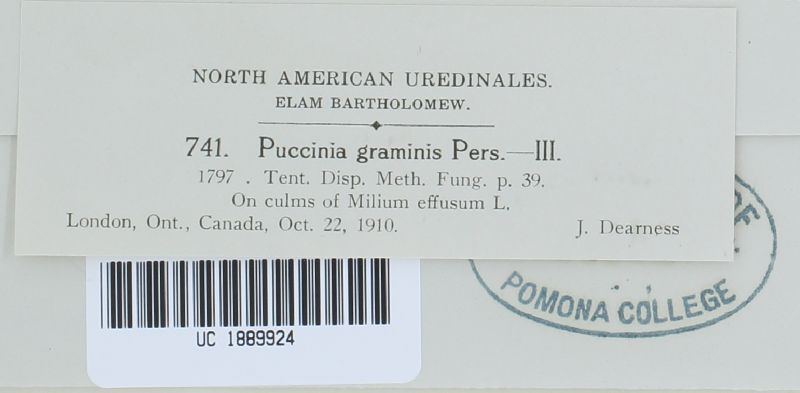 NORTH AMERICAN UREDINALES.
ELAM BARTHOLOMEW.
741. Puccinia graminis Pers.—III.
1797 . Tent. Disp. Meth. Fung. p. 39.
On culms of Milium effusum L.
London, Ont., Canada, Oct. 22, 1910. J. Dearness
OF
POMONA COLLEGE
UC 1889924